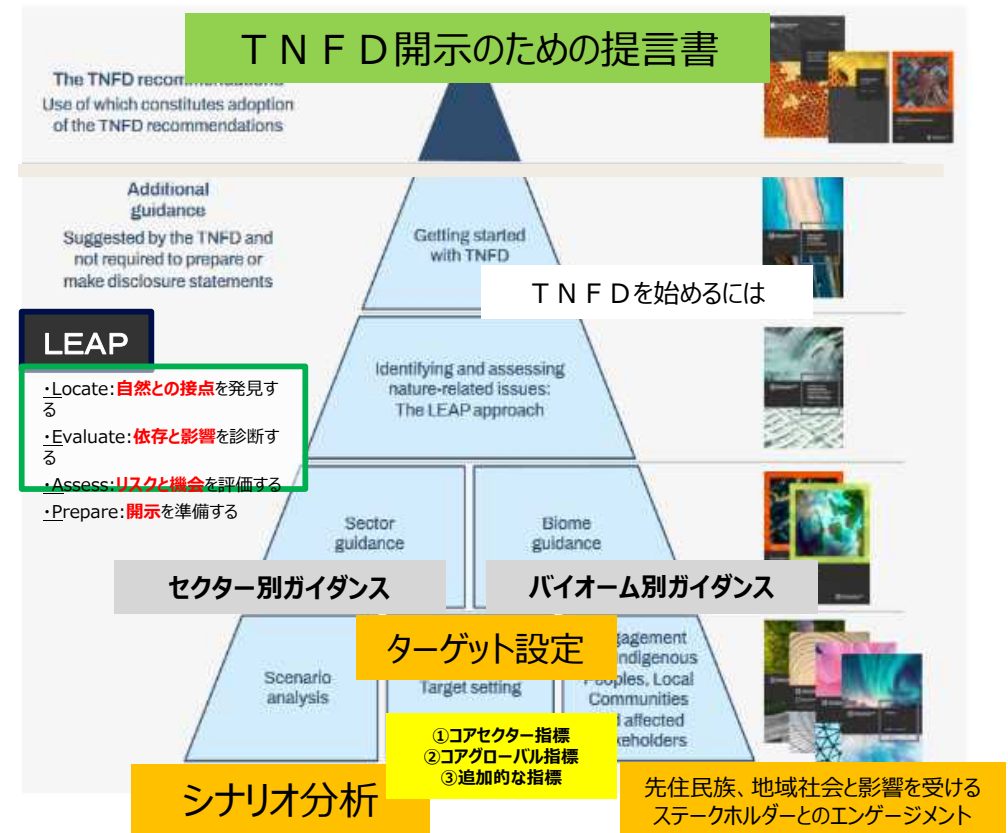 ＴＮＦＤ開示のための提言書
The TNFD
Use of which constitutes adoption
of the TNFD recommendations
Additional
guidance
Suggested by the TNFD and
not required to prepare or
make disclosure statements
Getting started
with TNFD
ＴＮＦＤを始めるには
LEAP
・Locate:自然との接点を発見す
る
・Evaluate:依存と影響を診断す
る
・Assess:リスクと機会を評価する
・Prepare:開示を準備する
Identifying and assessing
nature-related issues:
The LEAP approach
Sector
guidance
Biome
guidance
セクター別ガイダンス
バイオーム別ガイダンス
ターゲット設定
Scenario
analysis
Target setting
Peoples, Local
Communities
affected
①コアセクター指標
②コアグローバル指標
③追加的な指標
シナリオ分析
先住民族、地域社会と影響を受ける
ステークホルダーとのエンゲージメント